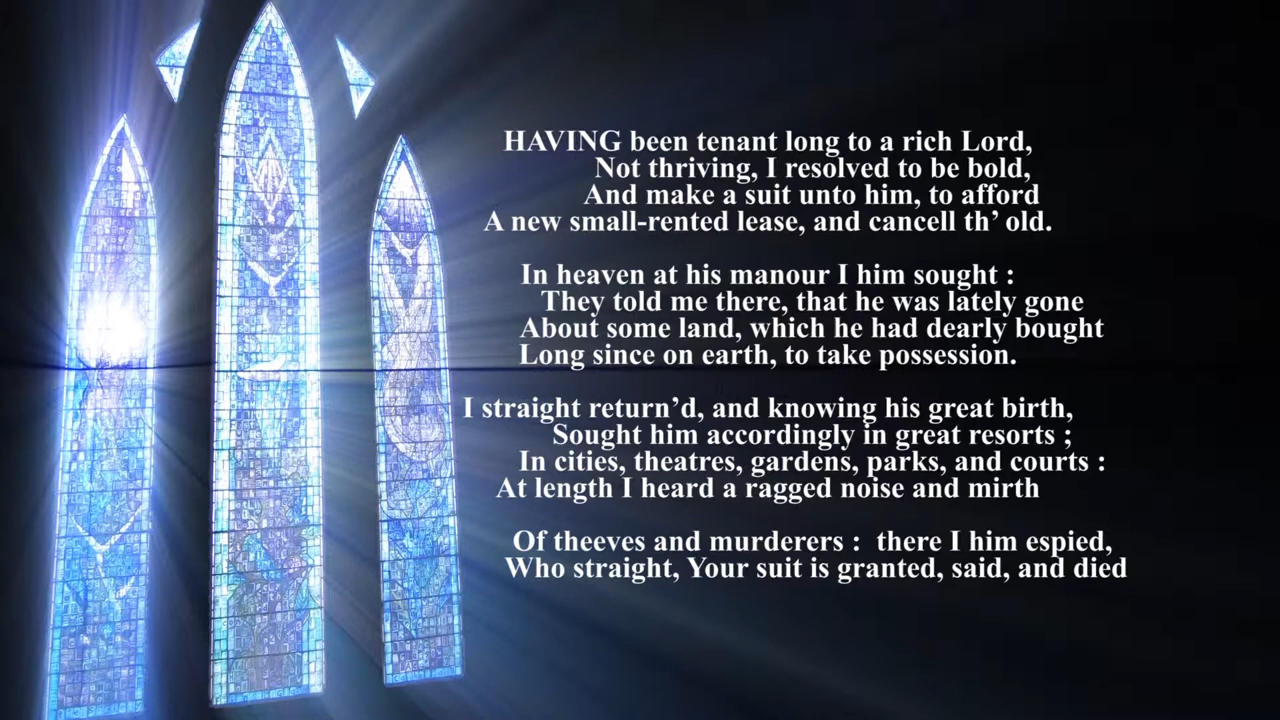 HAVING been tenant long to a rich Lord,
Not thriving, I resolved to be bold,
And make a suit unto him, to afford
A new small-rented lease, and cancell th’ old.
In heaven at his manour I him sought :
They told me there, that he was lately gone
About some land, which he had dearly bought
Long since on earth, to take possession.
I straight return’d, and knowing his great birth,
Sought him accordingly in great resorts ;
In cities, theatres, gardens, parks, and courts :
At length I heard a ragged noise and mirth
Of theeves and murderers : there I him espied,
Who straight, Your suit is granted, said, and died